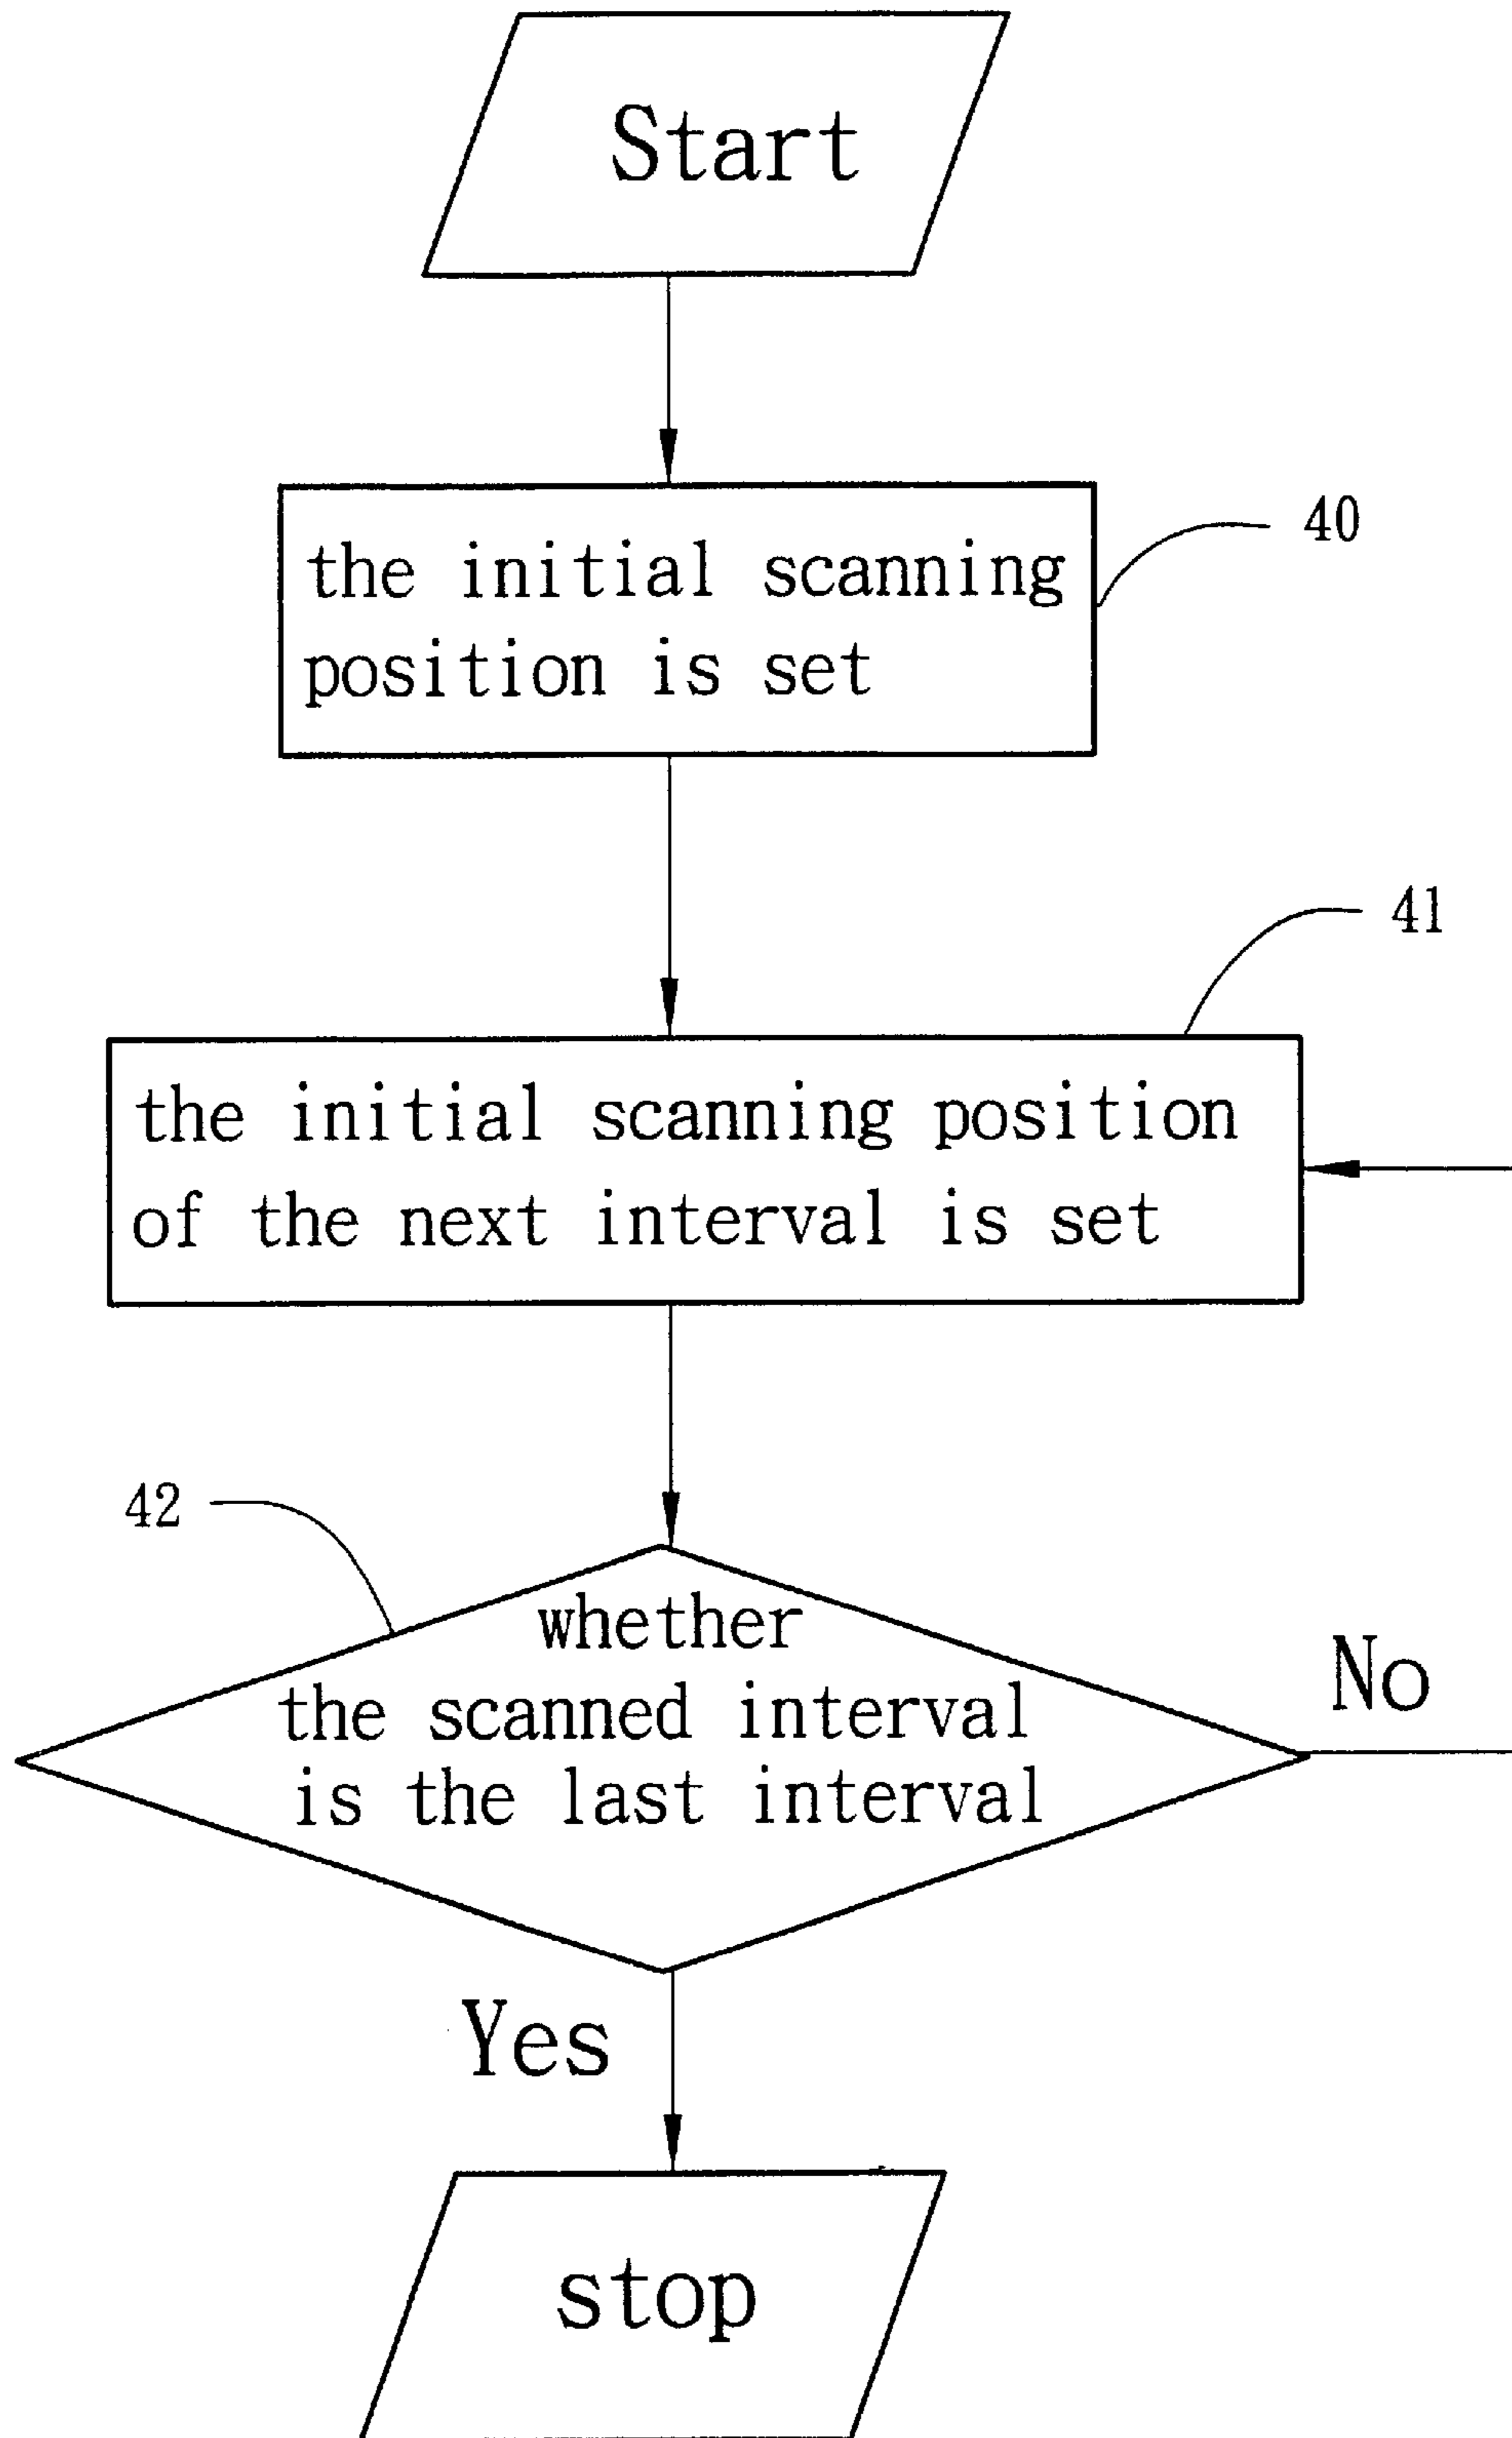 Start
the initial scanning
position is set
40
41
the initial scanning position
of the next interval is set
42
whether
the scanned interval
is the last interval
No
Yes
stop